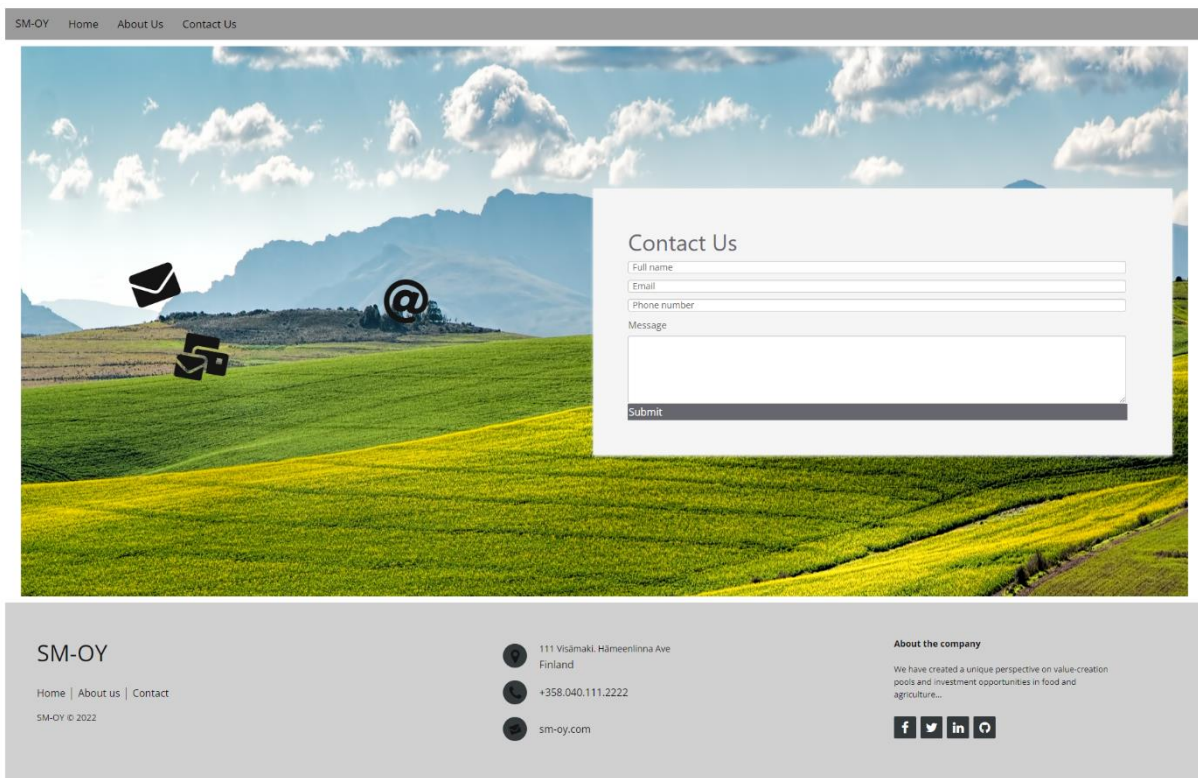 SM-OY Home About Us Contact Us
Contact Us
Full name
Email
Phone number
Message
Submit
SM-OY
Home | About us | Contact
SM-OY © 2022
111 Visämaki. Hämeenlinna Ave
Finland
+358.040.111.2222
sm-oy.com
About the company
We have created a unique perspective on value-creation
pools and investment opportunities in food and
agriculture...